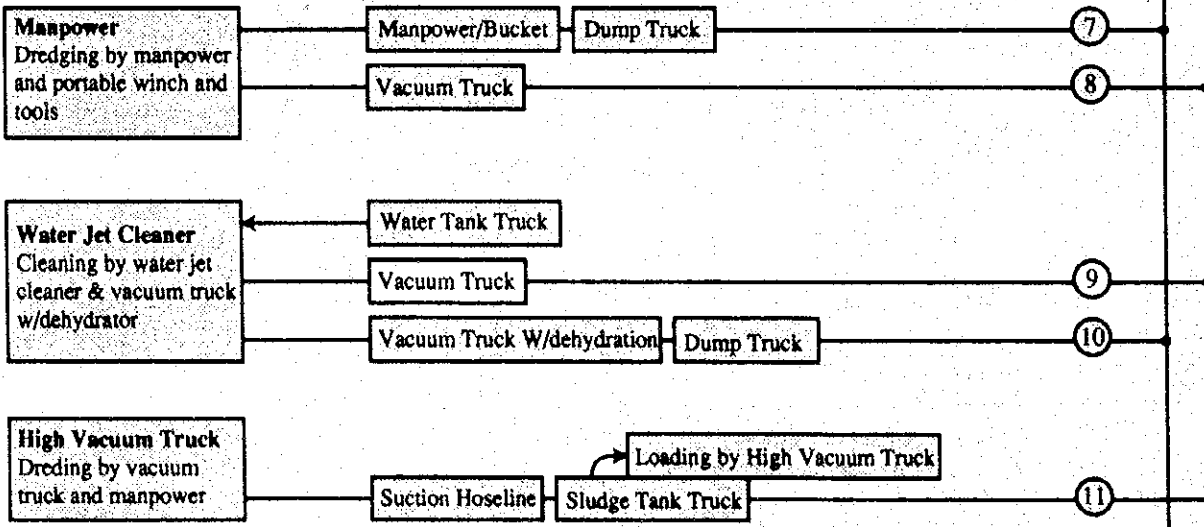 Manpower
Dredging by manpower
and portable winch and
tools
Manpower/Bucket
Dump Truck
7
Vacuum Truck
8
Water Jet Cleaner
Cleaning by water jet
cleaner & vacuum truck
w/dehydrator
Water Tank Truck
Vacuum Truck
9
Vacuum Truck W/dehydration
Dump Truck
10
High Vacuum Truck
Dreding by vacuum
truck and manpower
Loading by High Vacuum Truck
Suction Hoseline
Sludge Tank Truck
11